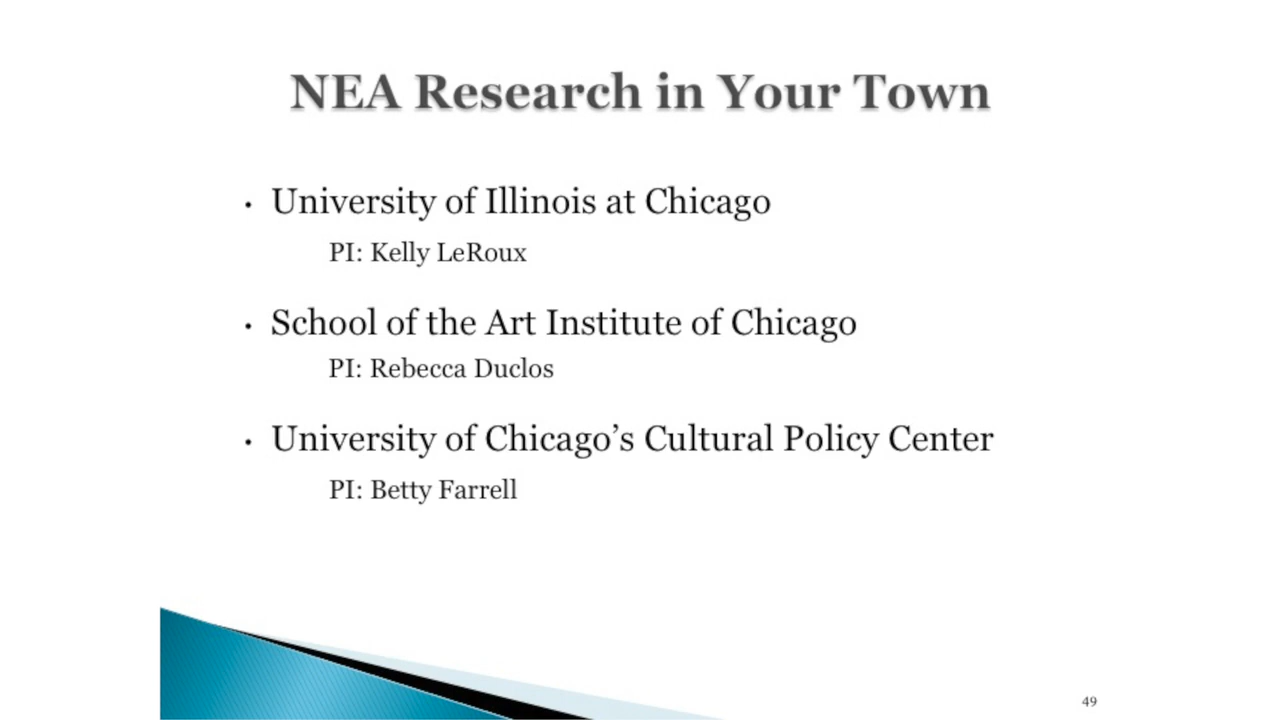 NEA Research in Your Town
• University of Illinois at Chicago
PI: Kelly LeRoux
• School of the Art Institute of Chicago
PI: Rebecca Duclos
• University of Chicago’s Cultural Policy Center
PI: Betty Farrell
49